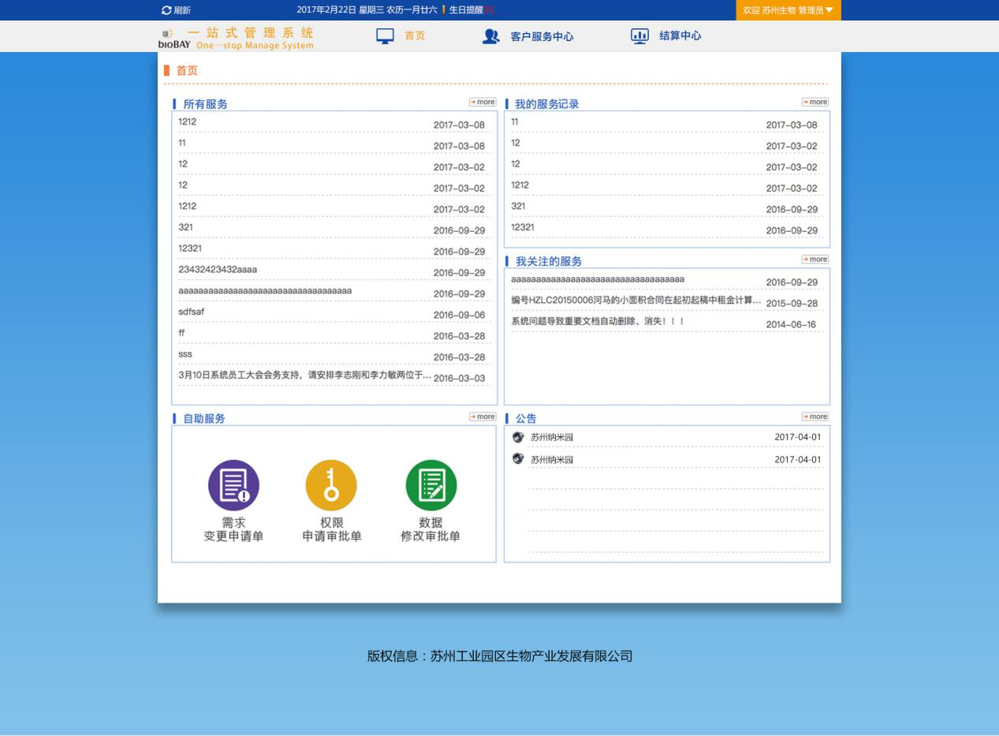 刷新
2017年2月22日 星期三 农历一月廿六 生日提醒[0]
欢迎 苏州生物 管理员
bioBAY
一站式管理系统
One-stop Manage System
首页
客户服务中心
结算中心
首页
所有服务
more
1212
2017-03-08
11
2017-03-08
12
2017-03-02
12
2017-03-02
1212
2017-03-02
321
2016-09-29
12321
2016-09-29
23432423432aaaa
2016-09-29
aaaaaaaaaaaaaaaaaaaaaaaaaaaaaaaaaaa
2016-09-29
sdfsaf
2016-09-06
ff
2016-03-28
sss
2016-03-28
3月10日系统员工大会会务支持，请安排李志刚和李力敏两位于...
2016-03-03
我的服务记录
more
11
2017-03-08
12
2017-03-02
12
2017-03-02
1212
2017-03-02
321
2016-09-29
12321
2016-09-29
我关注的服务
more
aaaaaaaaaaaaaaaaaaaaaaaaaaaaaaaaaaa
2016-09-29
编号HZLC20150006河马的小面积合同在起初起稿中租金计算...
2015-09-28
系统问题导致重要文档自动删除、消失！！！
2014-06-16
自助服务
more
需求
变更申请单
权限
申请审批单
数据
修改审批单
公告
more
苏州纳米园
2017-04-01
苏州纳米园
2017-04-01
版权信息：苏州工业园区生物产业发展有限公司